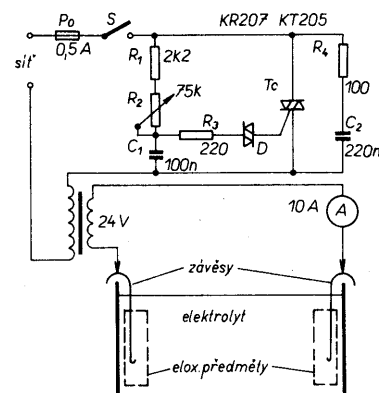 Po
0,5 A
S
síť
KR207 KT205
R1
2k2
R2
75k
R3
220
D
Tc
R4
100
C1
100n
C2
220n
24 V
10 A
A
závěsy
elektrolyt
elox. předměty